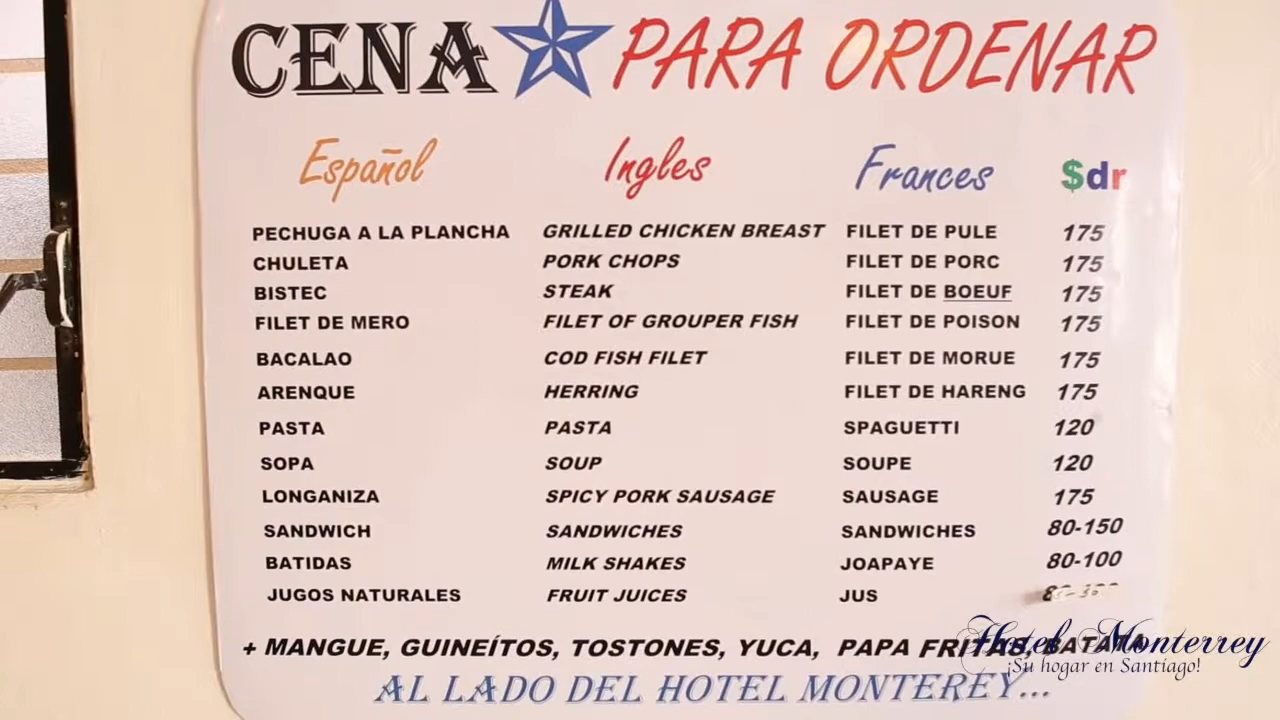 CENA PARA ORDENAR
Español Ingles Frances $dr
PECHUGA A LA PLANCHA GRILLED CHICKEN BREAST FILET DE PULE 175
CHULETA PORK CHOPS FILET DE PORC 175
BISTEC STEAK FILET DE BOEUF 175
FILET DE MERO FILET OF GROUPER FISH FILET DE POISON 175
BACALAO COD FISH FILET FILET DE MORUE 175
ARENQUE HERRING FILET DE HARENG 175
PASTA PASTA SPAGUETTI 120
SOPA SOUP SOUPE 120
LONGANIZA SPICY PORK SAUSAGE SAUSAGE 175
SANDWICH SANDWICHES SANDWICHES 80-150
BATIDAS MILK SHAKES JOAPAYE 80-100
JUGOS NATURALES FRUIT JUICES JUS
+ MANGUE, GUINEÍTOS, TOSTONES, YUCA, PAPA FRITAS, BATATA
Hotel Monterrey
¡Su hogar en Santiago!
AL LADO DEL HOTEL MONTEREY...